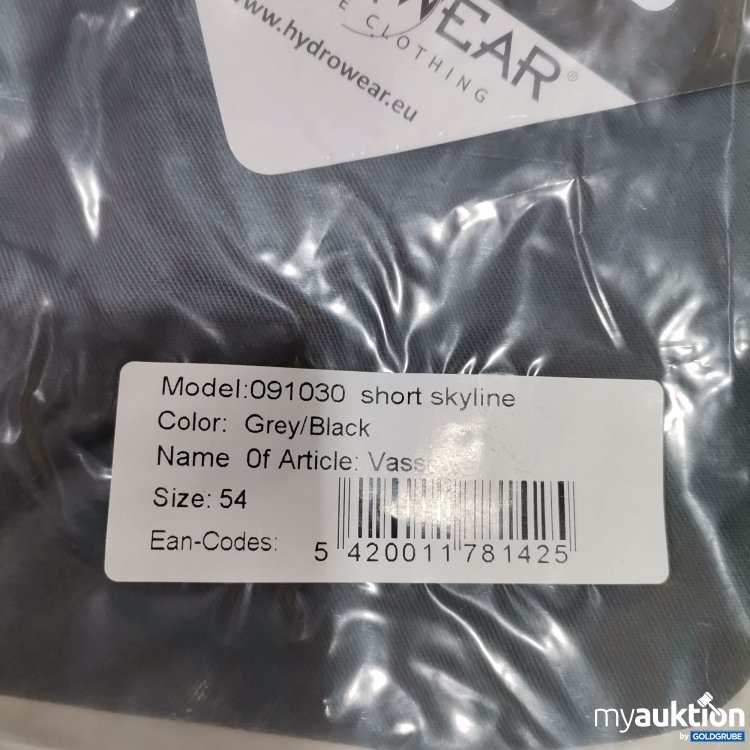 WEAR®
CLOTHING
www.hydrowear.eu
Model:091030 short skyline
Color: Grey/Black
Name 0f Article:
Size: 54
Ean-Codes:
5 420011 781425
myauktion
by GOLDGRUBE